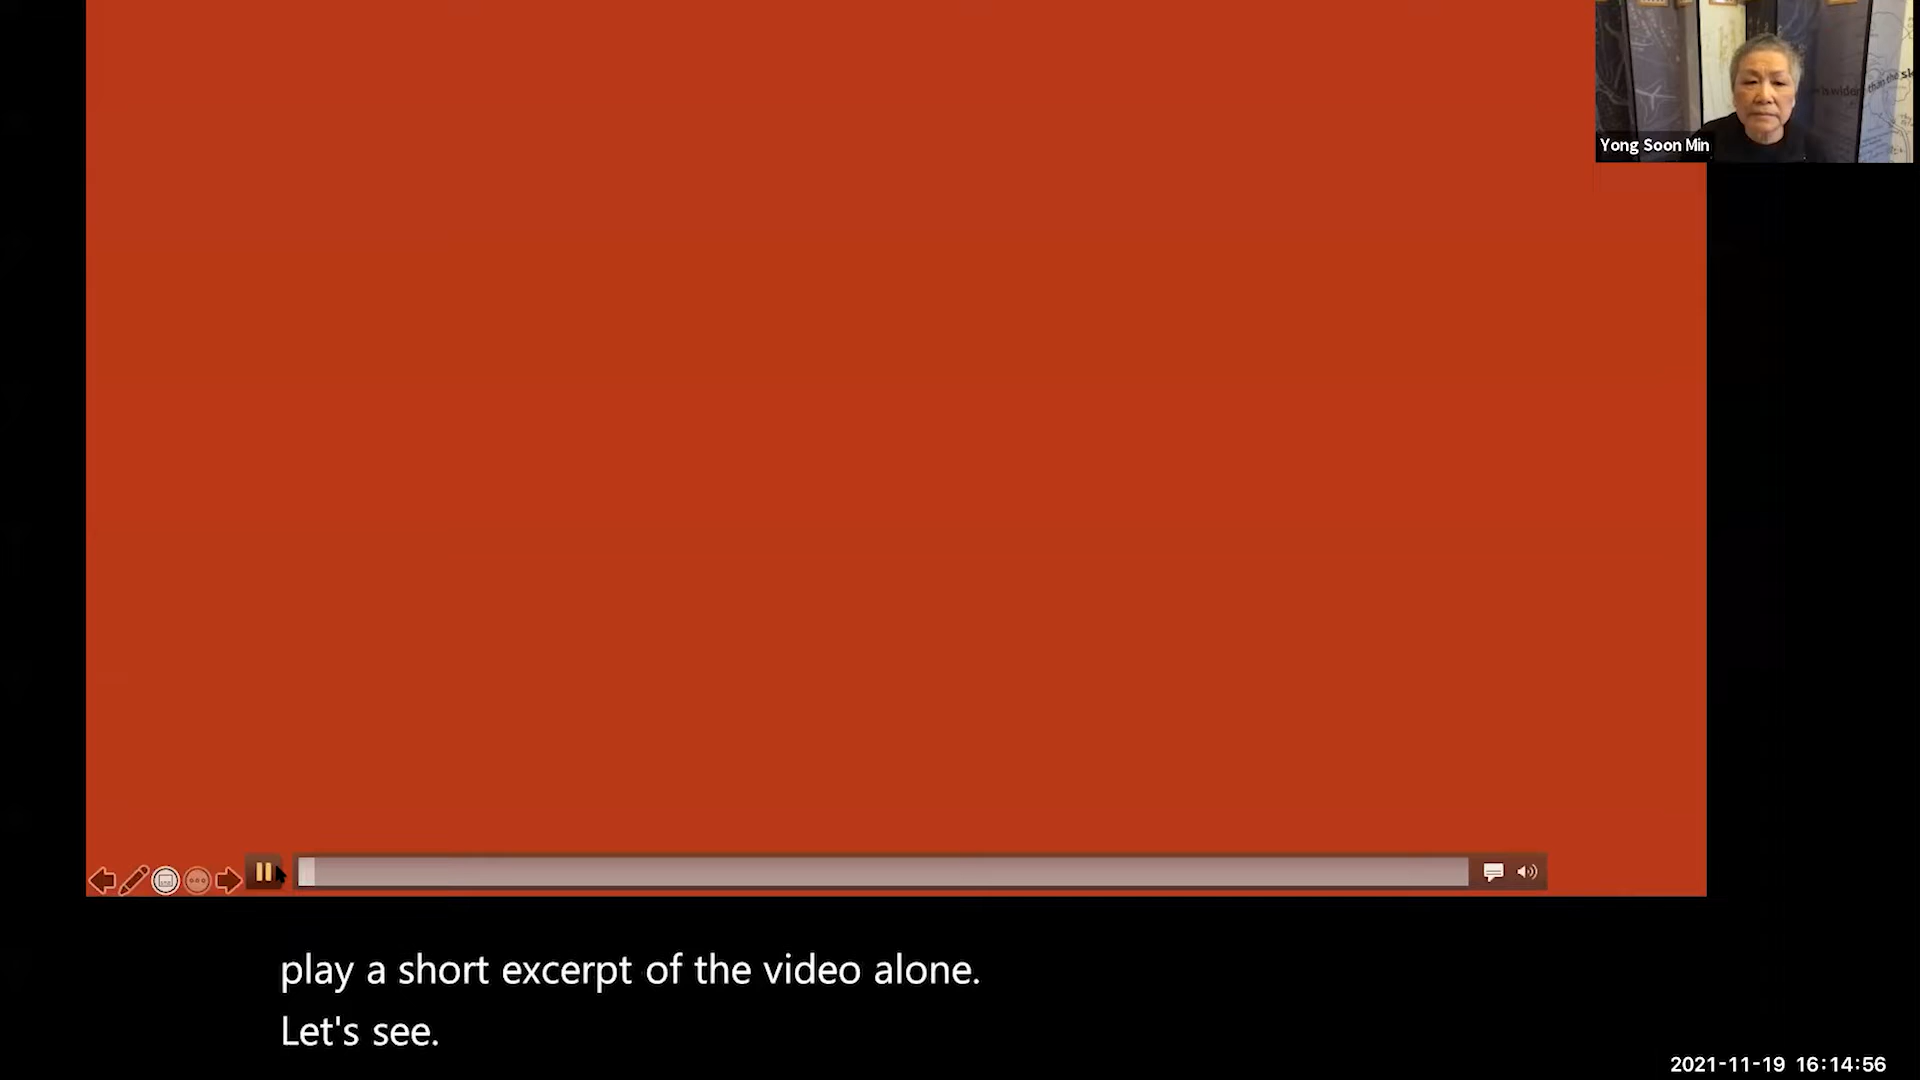 Yong Soon Min
play a short excerpt of the video alone.
Let's see.
2021-11-19 16:14:56